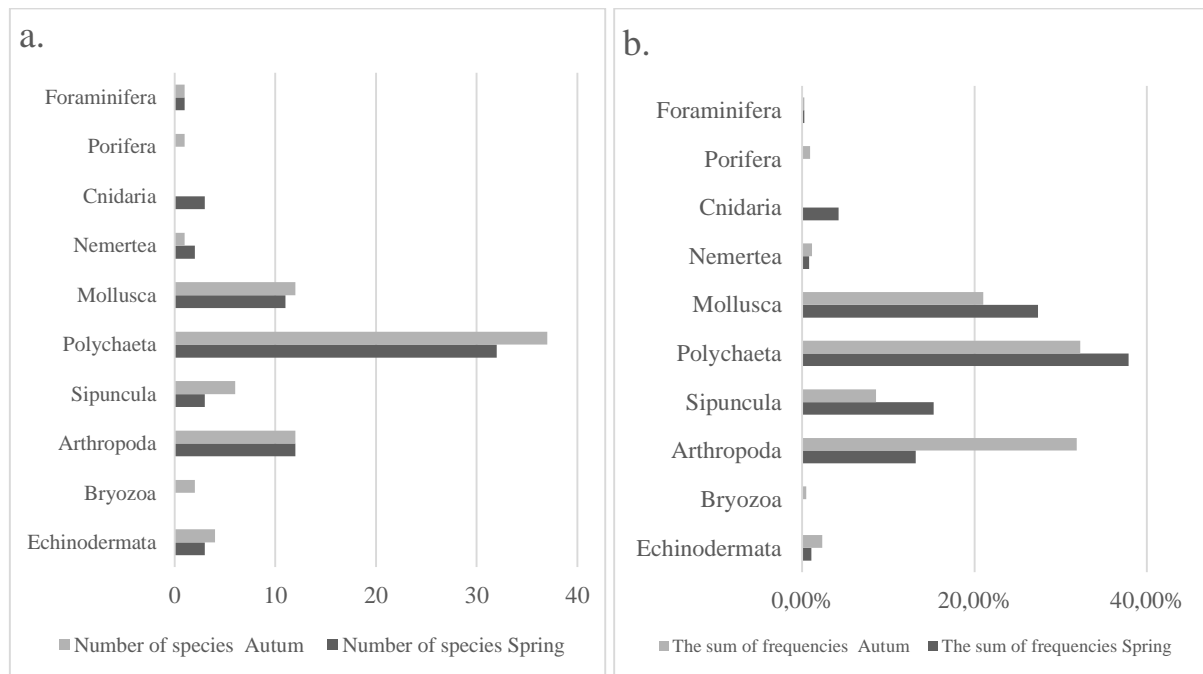 a.
Foraminifera
Porifera
Cnidaria
Nemertea
Mollusca
Polychaeta
Sipuncula
Arthropoda
Bryozoa
Echinodermata
0 10 20 30 40
Number of species Autum Number of species Spring
b.
Foraminifera
Porifera
Cnidaria
Nemertea
Mollusca
Polychaeta
Sipuncula
Arthropoda
Bryozoa
Echinodermata
0,00% 20,00% 40,00%
The sum of frequencies Autum The sum of frequencies Spring